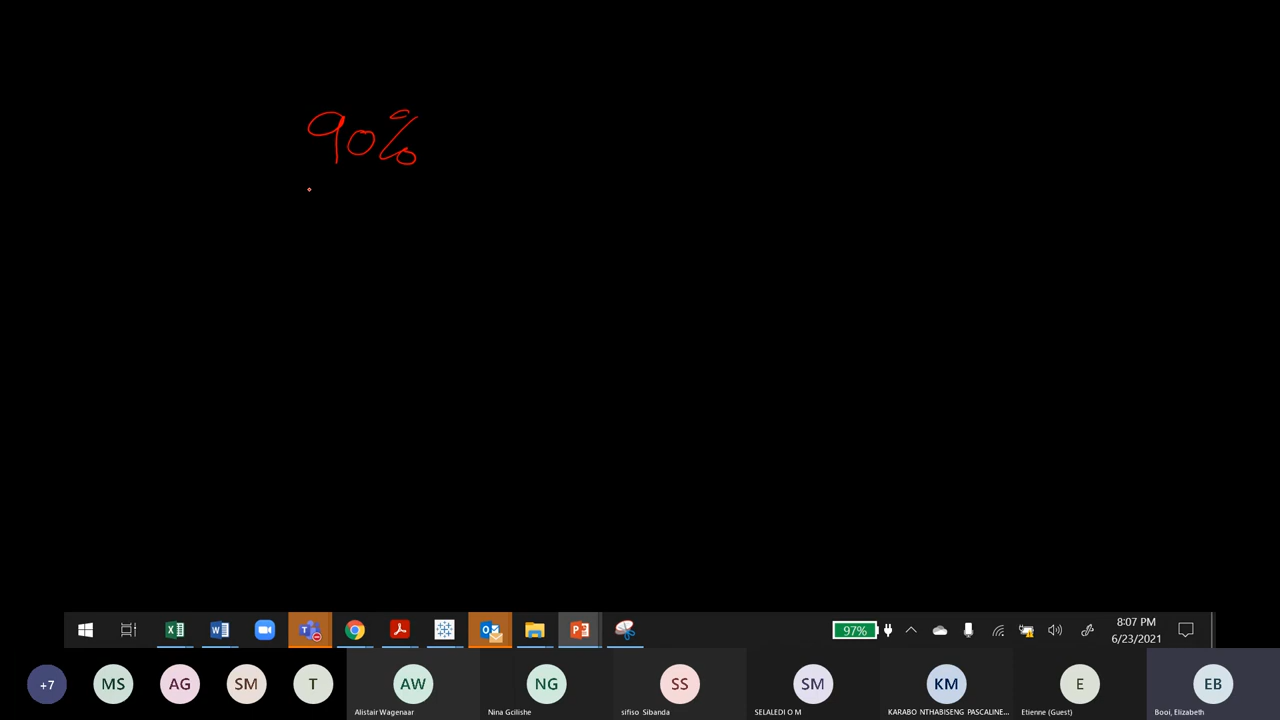 90%
97%
8:07 PM
6/23/2021
+7
MS
AG
SM
T
AW
Alistair Wagenaar
NG
Nina Gcilishe
SS
sifiso Sibanda
SM
SELALEDI O M
KM
KARABO NTHABISENG PASCALINE...
E
Etienne (Guest)
EB
Booi, Elizabeth